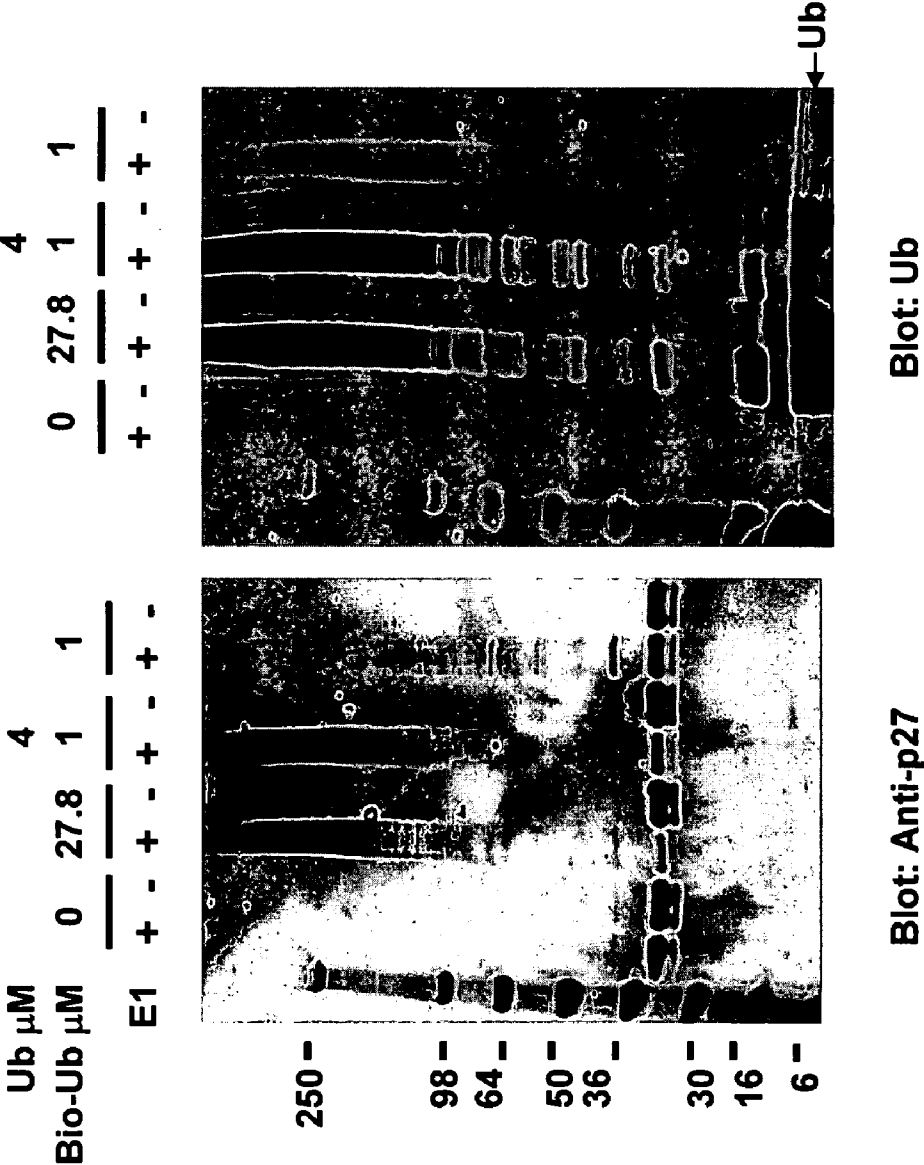 Ub µM 4 4
Bio-Ub µM 0 27.8 1 1 0 27.8 1 1
E1 + - + - + - + - + - + - + - + -
250-
98-
64-
50-
36-
30-
16-
6-
Ub
Blot: Anti-p27 Blot: Ub